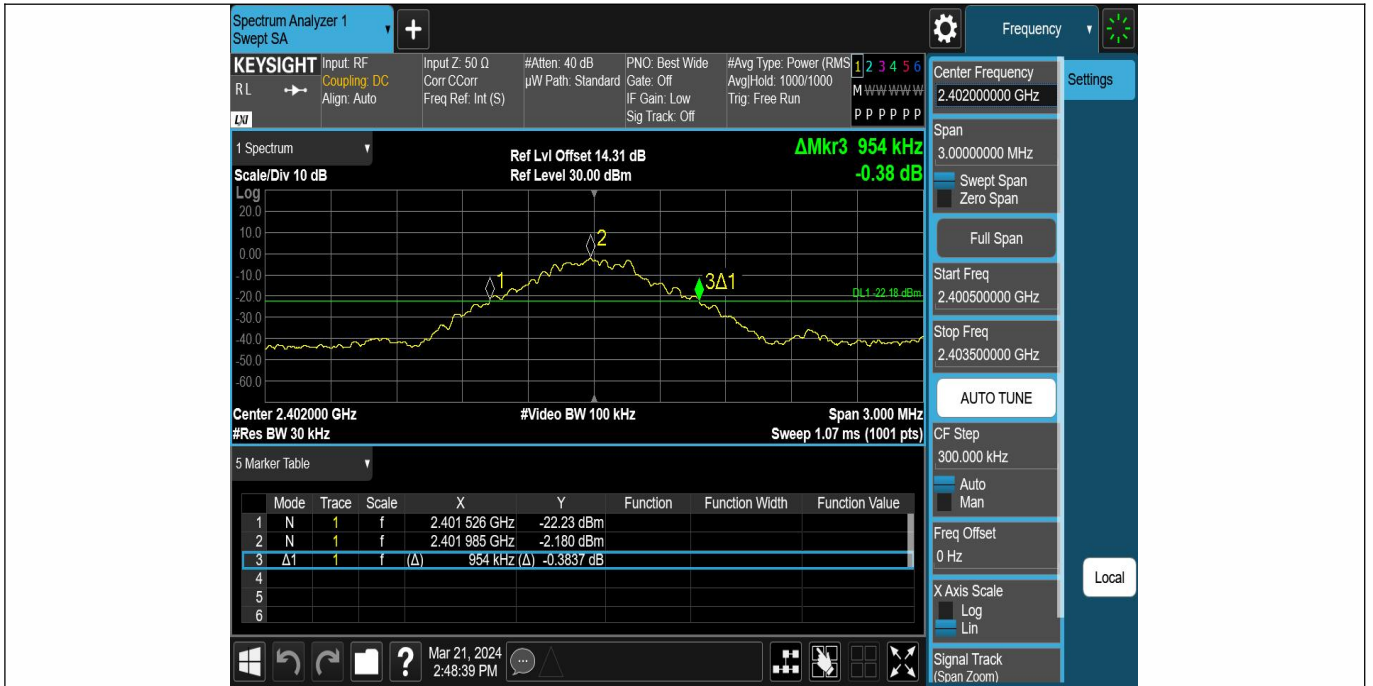 Spectrum Analyzer 1
Swept SA
+
Frequency
KEYSIGHT
RL
LXI
Input: RF
Coupling: DC
Align: Auto
Input Z: 50 Ω
Corr CCorr
Freq Ref: Int (S)
#Atten: 40 dB
µW Path: Standard
PNO: Best Wide
Gate: Off
IF Gain: Low
Sig Track: Off
#Avg Type: Power (RMS
Avg|Hold: 1000/1000
Trig: Free Run
1 2 3 4 5 6
M W W W W W
P P P P P P
1 Spectrum
Scale/Div 10 dB
Ref Lvl Offset 14.31 dB
Ref Level 30.00 dBm
ΔMkr3 954 kHz
-0.38 dB
Log
20.0
10.0
0.00
-10.0
-20.0
-30.0
-40.0
-50.0
-60.0
1
2
3Δ1
DL1 -22.18 dBm
Center 2.402000 GHz
#Video BW 100 kHz
Span 3.000 MHz
#Res BW 30 kHz
Sweep 1.07 ms (1001 pts)
5 Marker Table
Mode Trace Scale X Y Function Function Width Function Value
1 N 1 f 2.401 526 GHz -22.23 dBm
2 N 1 f 2.401 985 GHz -2.180 dBm
3 Δ1 1 f (Δ) 954 kHz (Δ) -0.3837 dB
4
5
6
?
Mar 21, 2024
2:48:39 PM
Center Frequency
2.402000000 GHz
Span
3.00000000 MHz
Swept Span
Zero Span
Full Span
Start Freq
2.400500000 GHz
Stop Freq
2.403500000 GHz
AUTO TUNE
CF Step
300.000 kHz
Auto
Man
Freq Offset
0 Hz
X Axis Scale
Log
Lin
Signal Track
(Span Zoom)
Settings
Local